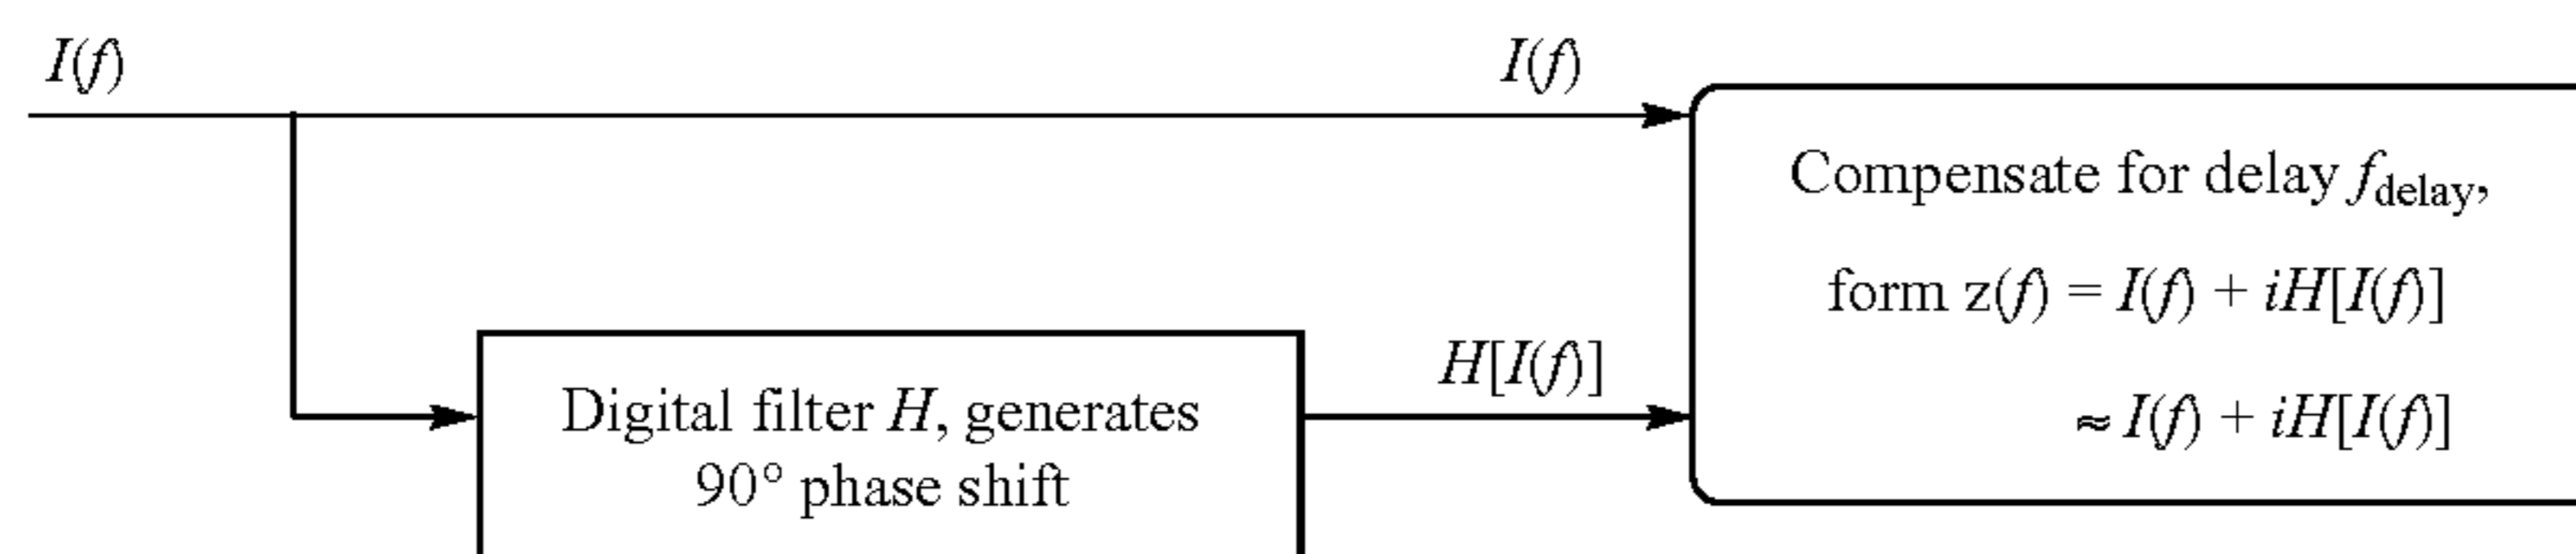 I(f)
I(f)
Compensate for delay f_delay,
form z(f) = I(f) + iH[I(f)]
≈ I(f) + iH[I(f)]
H[I(f)]
Digital filter H, generates
90° phase shift